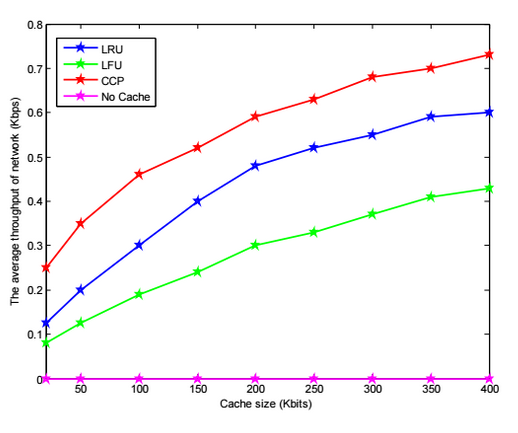 0.8
0.7
0.6
0.5
0.4
0.3
0.2
0.1
0
The average throughput of network (Kbps)
LRU
LFU
CCP
No Cache
50 100 150 200 250 300 350 400
Cache size (Kbits)